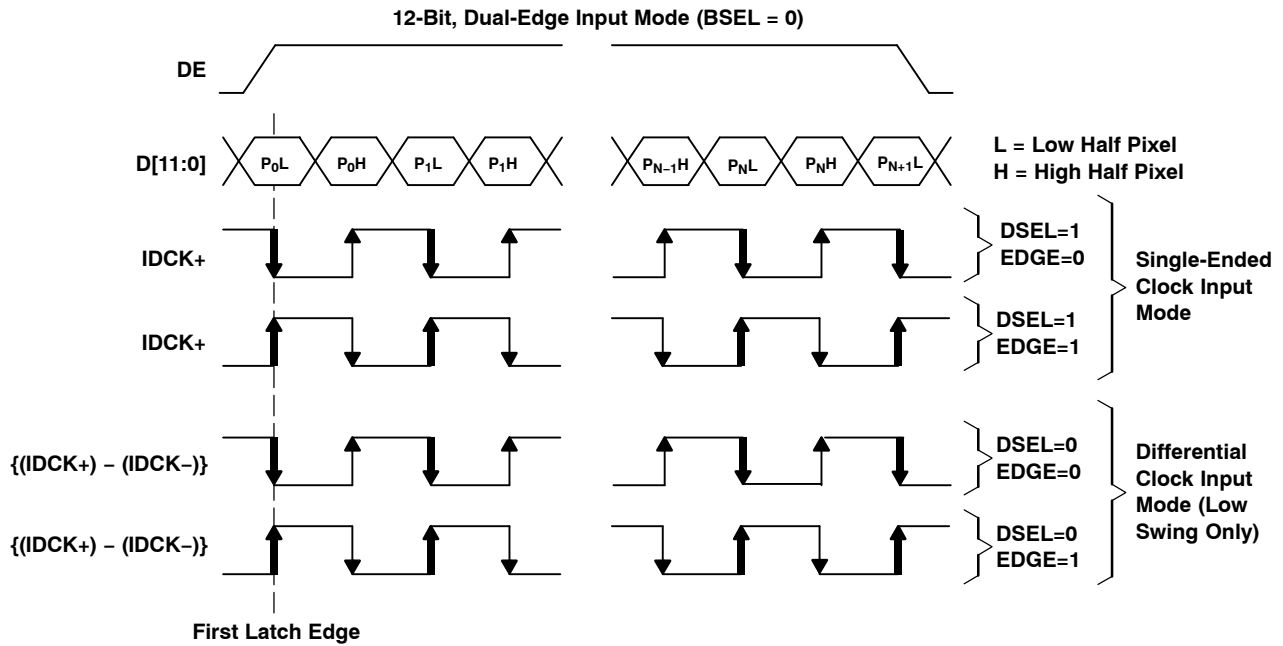 12-Bit, Dual-Edge Input Mode (BSEL = 0)
DE
D[11:0]
P0L
P0H
P1L
P1H
PN−1H
PNL
PNH
PN+1L
L = Low Half Pixel
H = High Half Pixel
IDCK+
DSEL=1
EDGE=0
IDCK+
DSEL=1
EDGE=1
Single-Ended
Clock Input
Mode
{(IDCK+) − (IDCK−)}
DSEL=0
EDGE=0
{(IDCK+) − (IDCK−)}
DSEL=0
EDGE=1
Differential
Clock Input
Mode (Low
Swing Only)
First Latch Edge